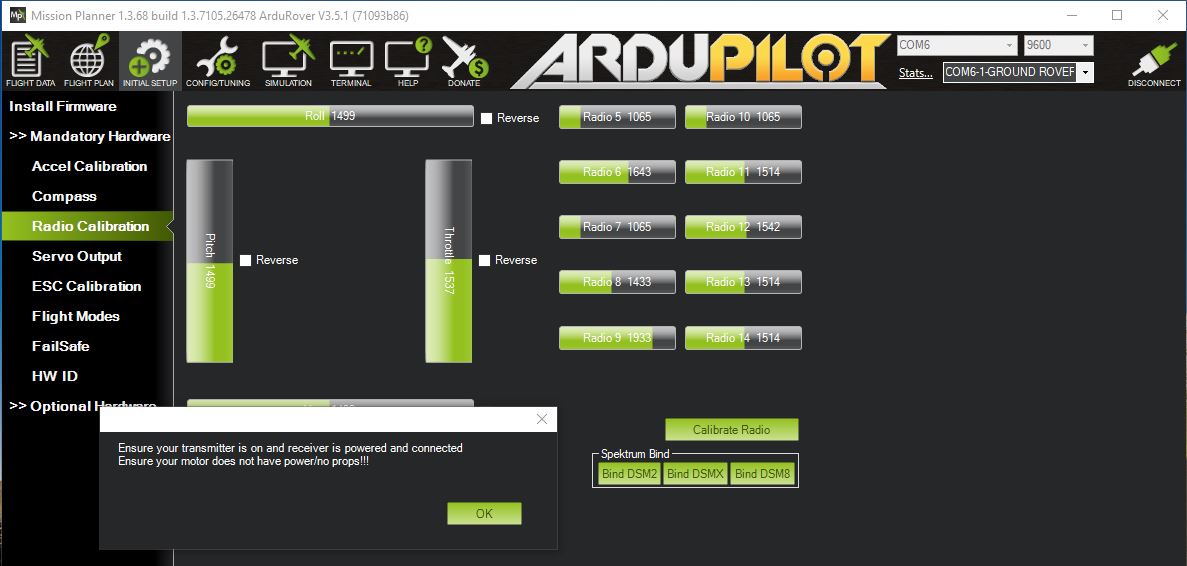 Mp
Mission Planner 1.3.68 build 1.3.7105.26478 ArduRover V3.5.1 (71093b86)
FLIGHT DATA
FLIGHT PLAN
INITIAL SETUP
CONFIG/TUNING
SIMULATION
TERMINAL
HELP
DONATE
ARDUPILOT
COM6
9600
Stats...
COM6-1-GROUND ROVER
DISCONNECT
Install Firmware
>> Mandatory Hardware
Accel Calibration
Compass
Radio Calibration
Servo Output
ESC Calibration
Flight Modes
FailSafe
HW ID
>> Optional Hardware
Roll 1499
Reverse
Pitch 1499
Reverse
Throttle 1537
Reverse
Radio 5 1065
Radio 10 1065
Radio 6 1643
Radio 11 1514
Radio 7 1065
Radio 12 1542
Radio 8 1433
Radio 13 1514
Radio 9 1933
Radio 14 1514
Calibrate Radio
Spektrum Bind
Bind DSM2
Bind DSMX
Bind DSM8
Ensure your transmitter is on and receiver is powered and connected
Ensure your motor does not have power/no props!!!
OK